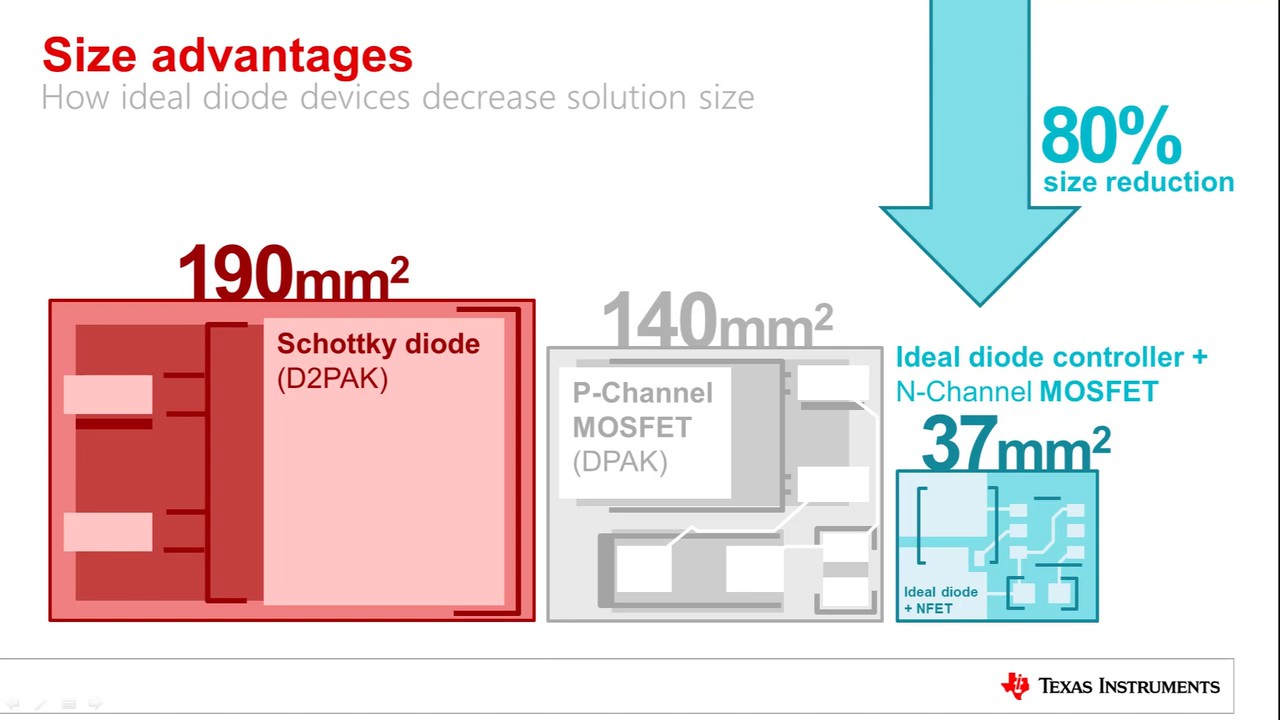 Size advantages
How ideal diode devices decrease solution size
80%
size reduction
190mm²
Schottky diode
(D2PAK)
140mm²
P-Channel
MOSFET
(DPAK)
Ideal diode controller +
N-Channel MOSFET
37mm²
Ideal diode
+ NFET
TEXAS INSTRUMENTS